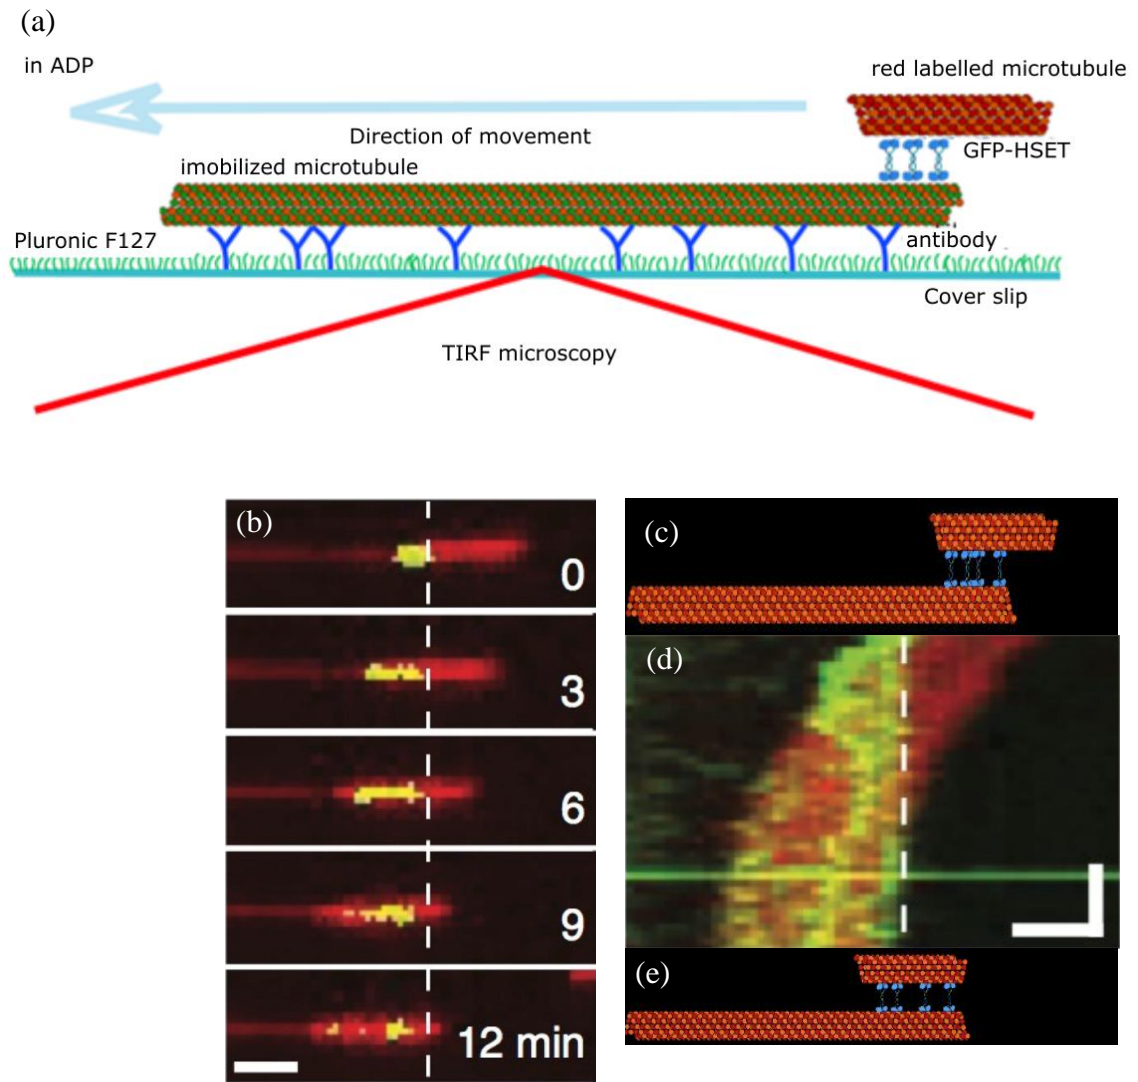 (a)
in ADP
red labelled microtubule
Direction of movement
GFP-HSET
imobilized microtubule
Pluronic F127
antibody
Cover slip
TIRF microscopy
(b)
0
3
6
9
12 min
(c)
(d)
(e)